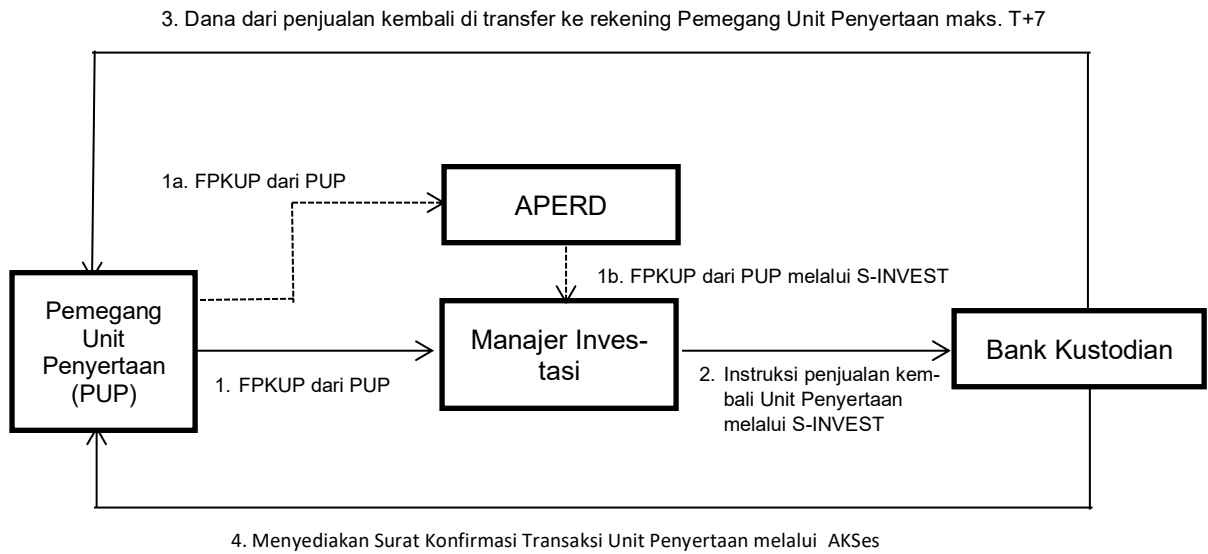 3. Dana dari penjualan kembali di transfer ke rekening Pemegang Unit Penyertaan maks. T+7
1a. FPKUP dari PUP
APERD
1b. FPKUP dari PUP melalui S-INVEST
Pemegang
Unit
Penyertaan
(PUP)
Manajer Inves-
tasi
Bank Kustodian
1. FPKUP dari PUP
2. Instruksi penjualan kem-
bali Unit Penyertaan
melalui S-INVEST
4. Menyediakan Surat Konfirmasi Transaksi Unit Penyertaan melalui AKSes